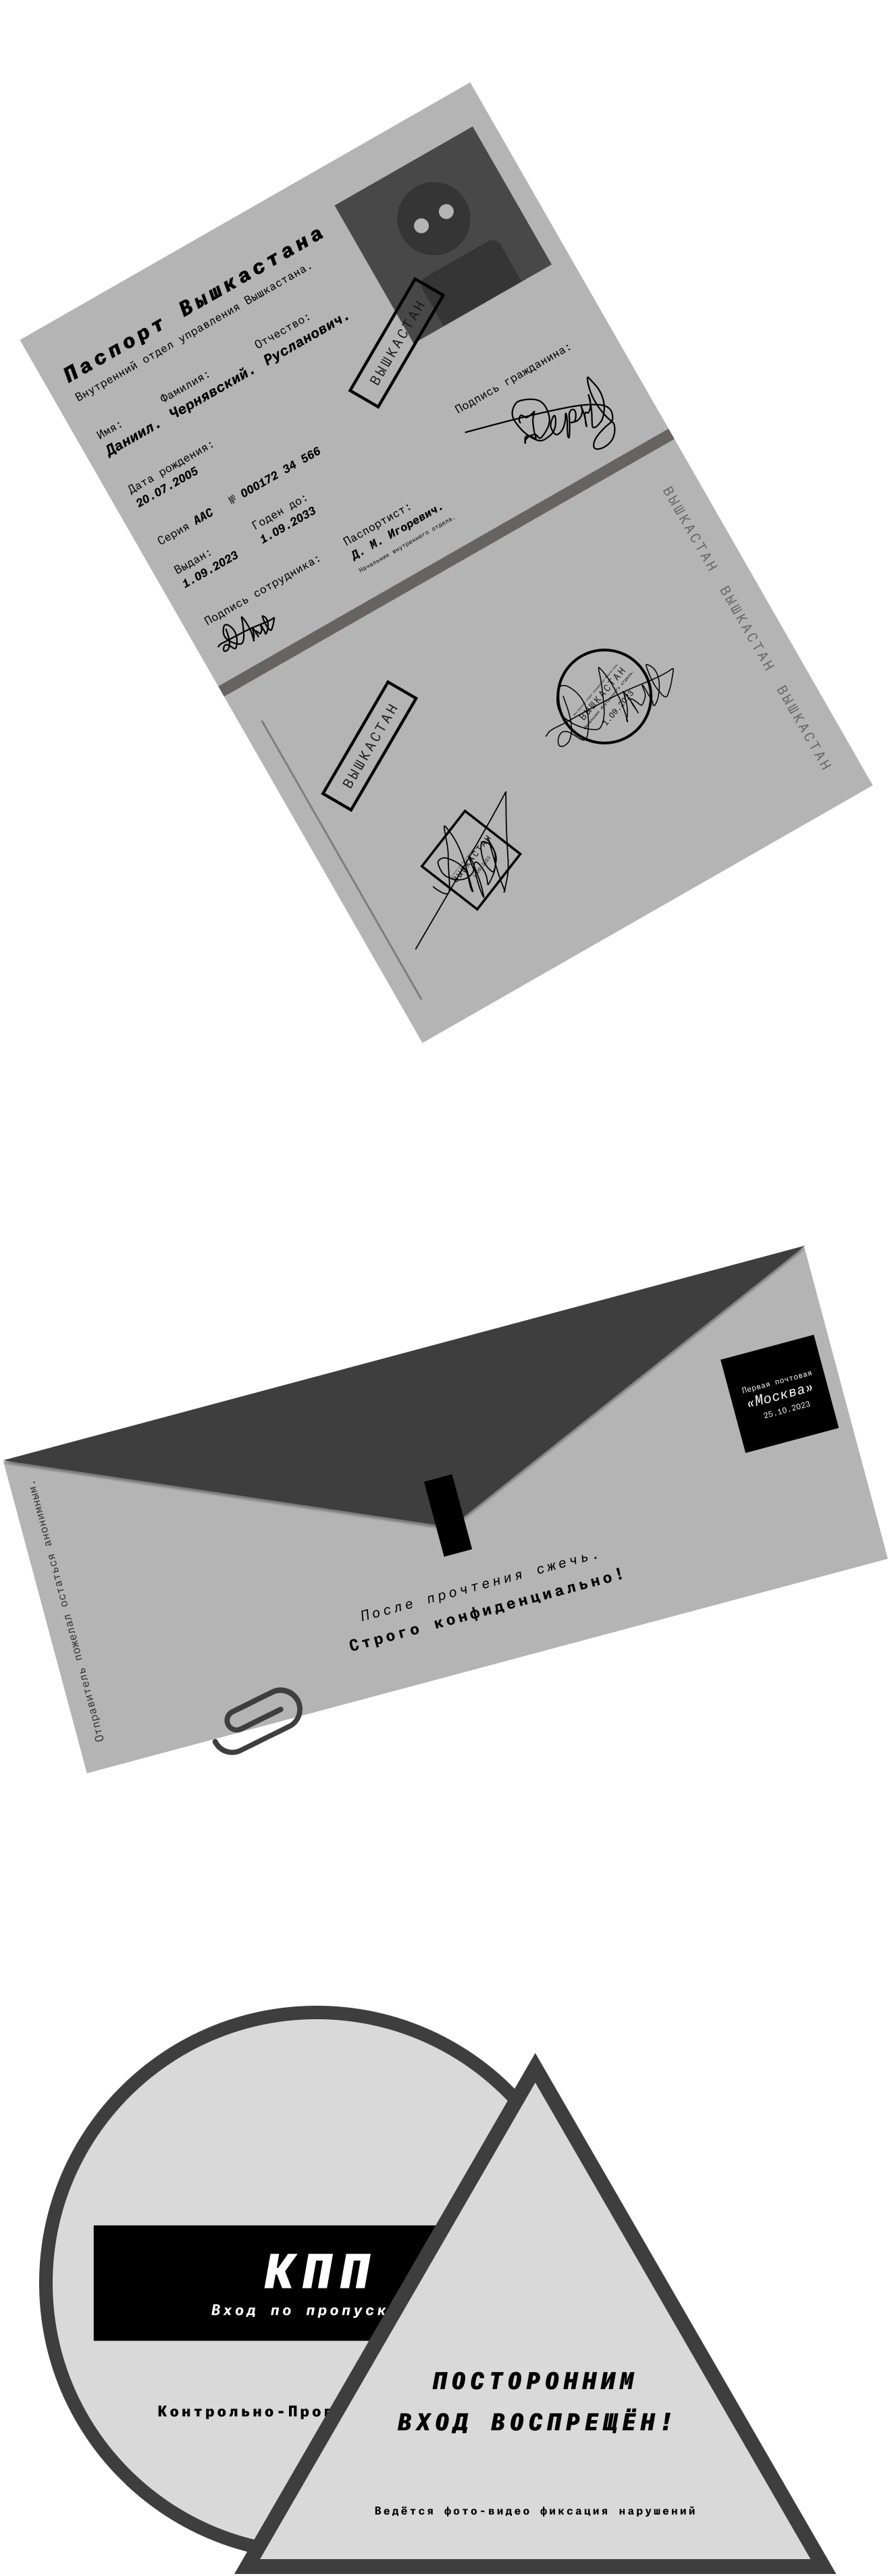 Паспорт Вышкастана
Внутренний отдел управления Вышкастана.
Имя: Фамилия: Отчество:
Даниил. Чернявский. Русланович.
ВЫШКАСТАН
Дата рождения:
20.07.2005
Подпись гражданина:
Серия ААС № 000172 34 566
Выдан: Годен до:
1.09.2023 1.09.2033
Подпись сотрудника:
Паспортист:
Д. М. Игоревич.
Начальник внутреннего отдела.
ВЫШКАСТАН ВЫШКАСТАН ВЫШКАСТАН
ВЫШКАСТАН
ВЫШКАСТАН
1.09.2023
ВЫШКАСТАН
Первая почтовая
«Москва»
25.10.2023
Отправитель пожелал остаться анонимным.
После прочтения сжечь.
Строго конфиденциально!
КПП
Вход по пропуск
Контрольно-Проп
ПОСТОРОННИМ
ВХОД ВОСПРЕЩЁН!
Ведётся фото-видео фиксация нарушений